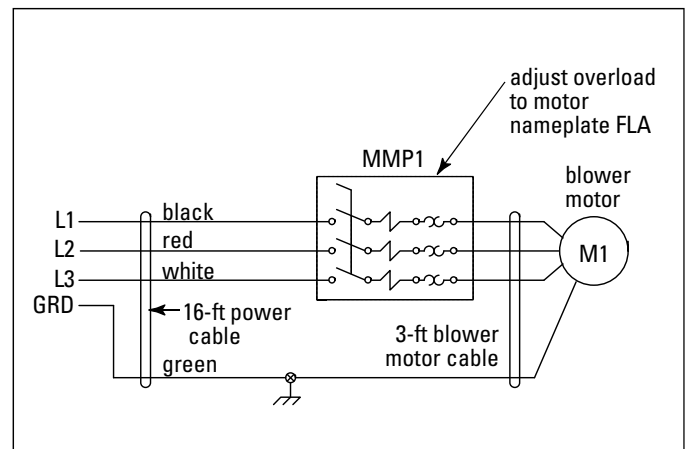 adjust overload
to motor
nameplate FLA
MMP1
blower
motor
L1
black
L2
red
M1
L3
white
GRD
16-ft power
cable
3-ft blower
motor cable
green